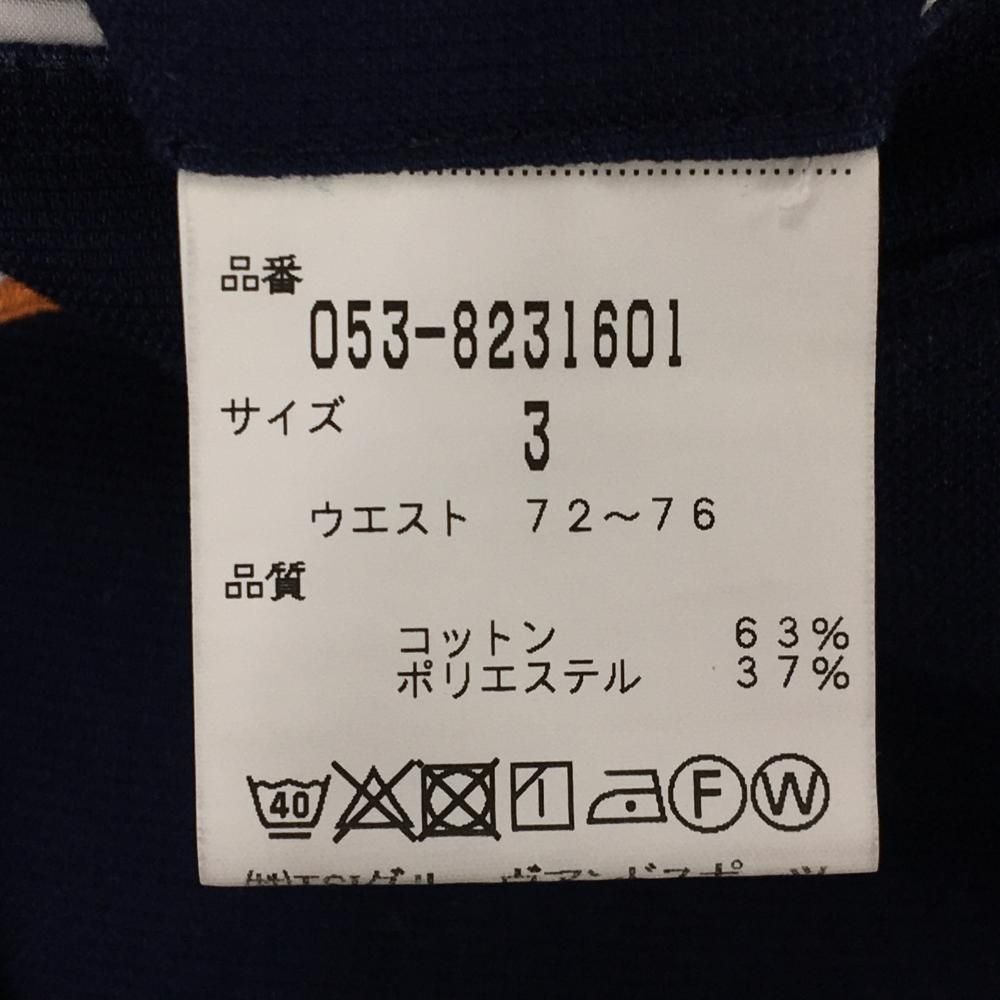 品番
053-8231601
サイズ 3
ウエスト 72～76
品質
コットン 63%
ポリエステル 37%
40 F W